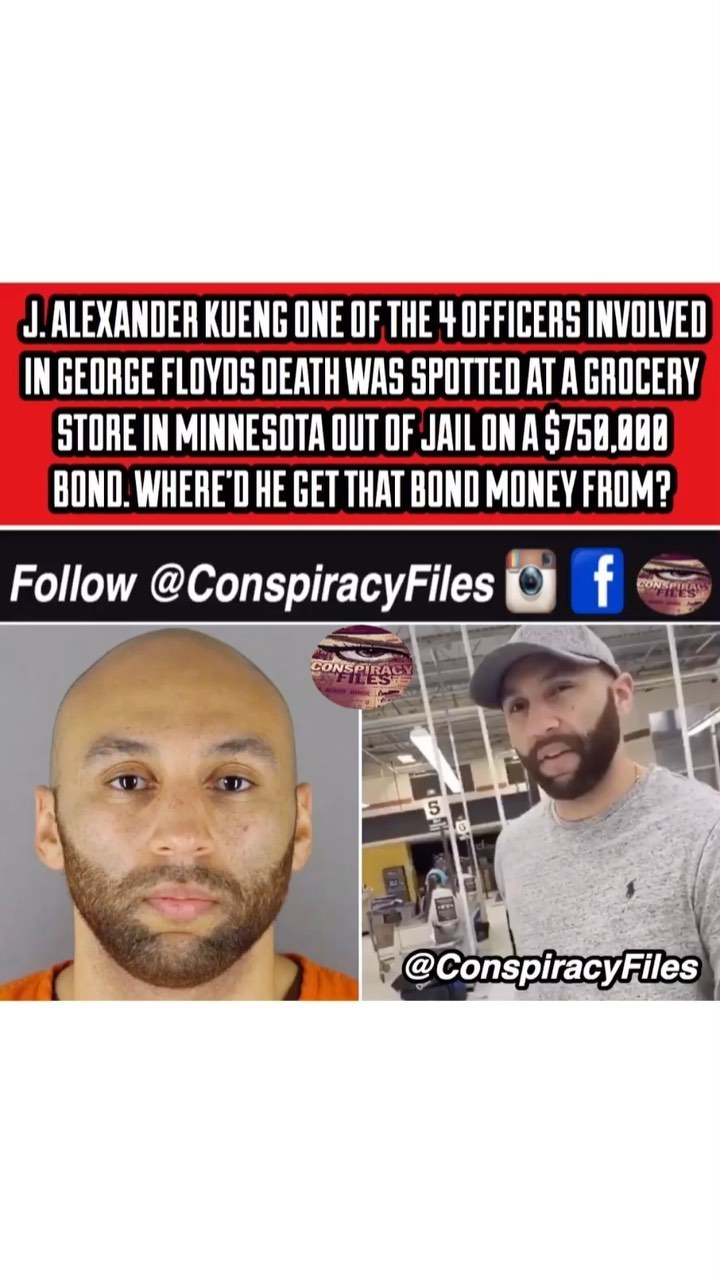 J. ALEXANDER KUENG ONE OF THE 4 OFFICERS INVOLVED
IN GEORGE FLOYDS DEATH WAS SPOTTED AT A GROCERY
STORE IN MINNESOTA OUT OF JAIL ON A $750,000
BOND. WHERE'D HE GET THAT BOND MONEY FROM?
Follow @ConspiracyFiles
f
CONSPIRACY
FILES
CONSPIRACY
FILES
5
6
@ConspiracyFiles